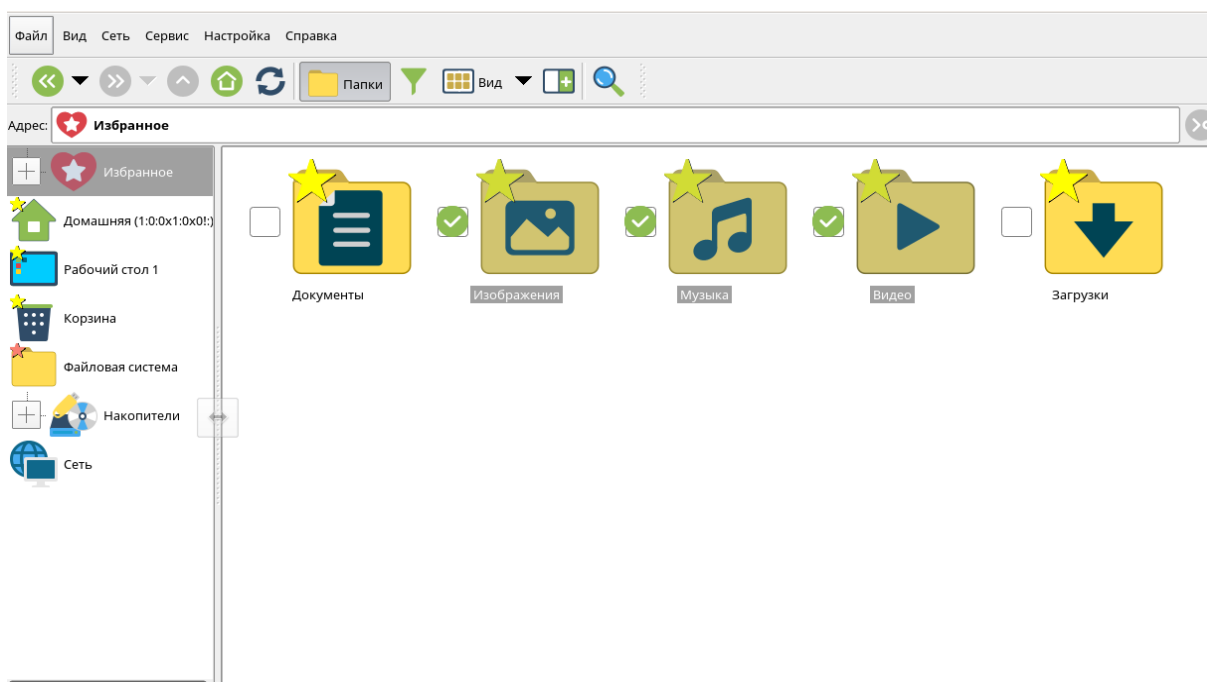 Файл Вид Сеть Сервис Настройка Справка
Папки Вид
Адрес: Избранное
Избранное
Домашняя (1:0:0x1:0x0!:)
Рабочий стол 1
Корзина
Файловая система
Накопители
Сеть
Документы Изображения Музыка Видео Загрузки